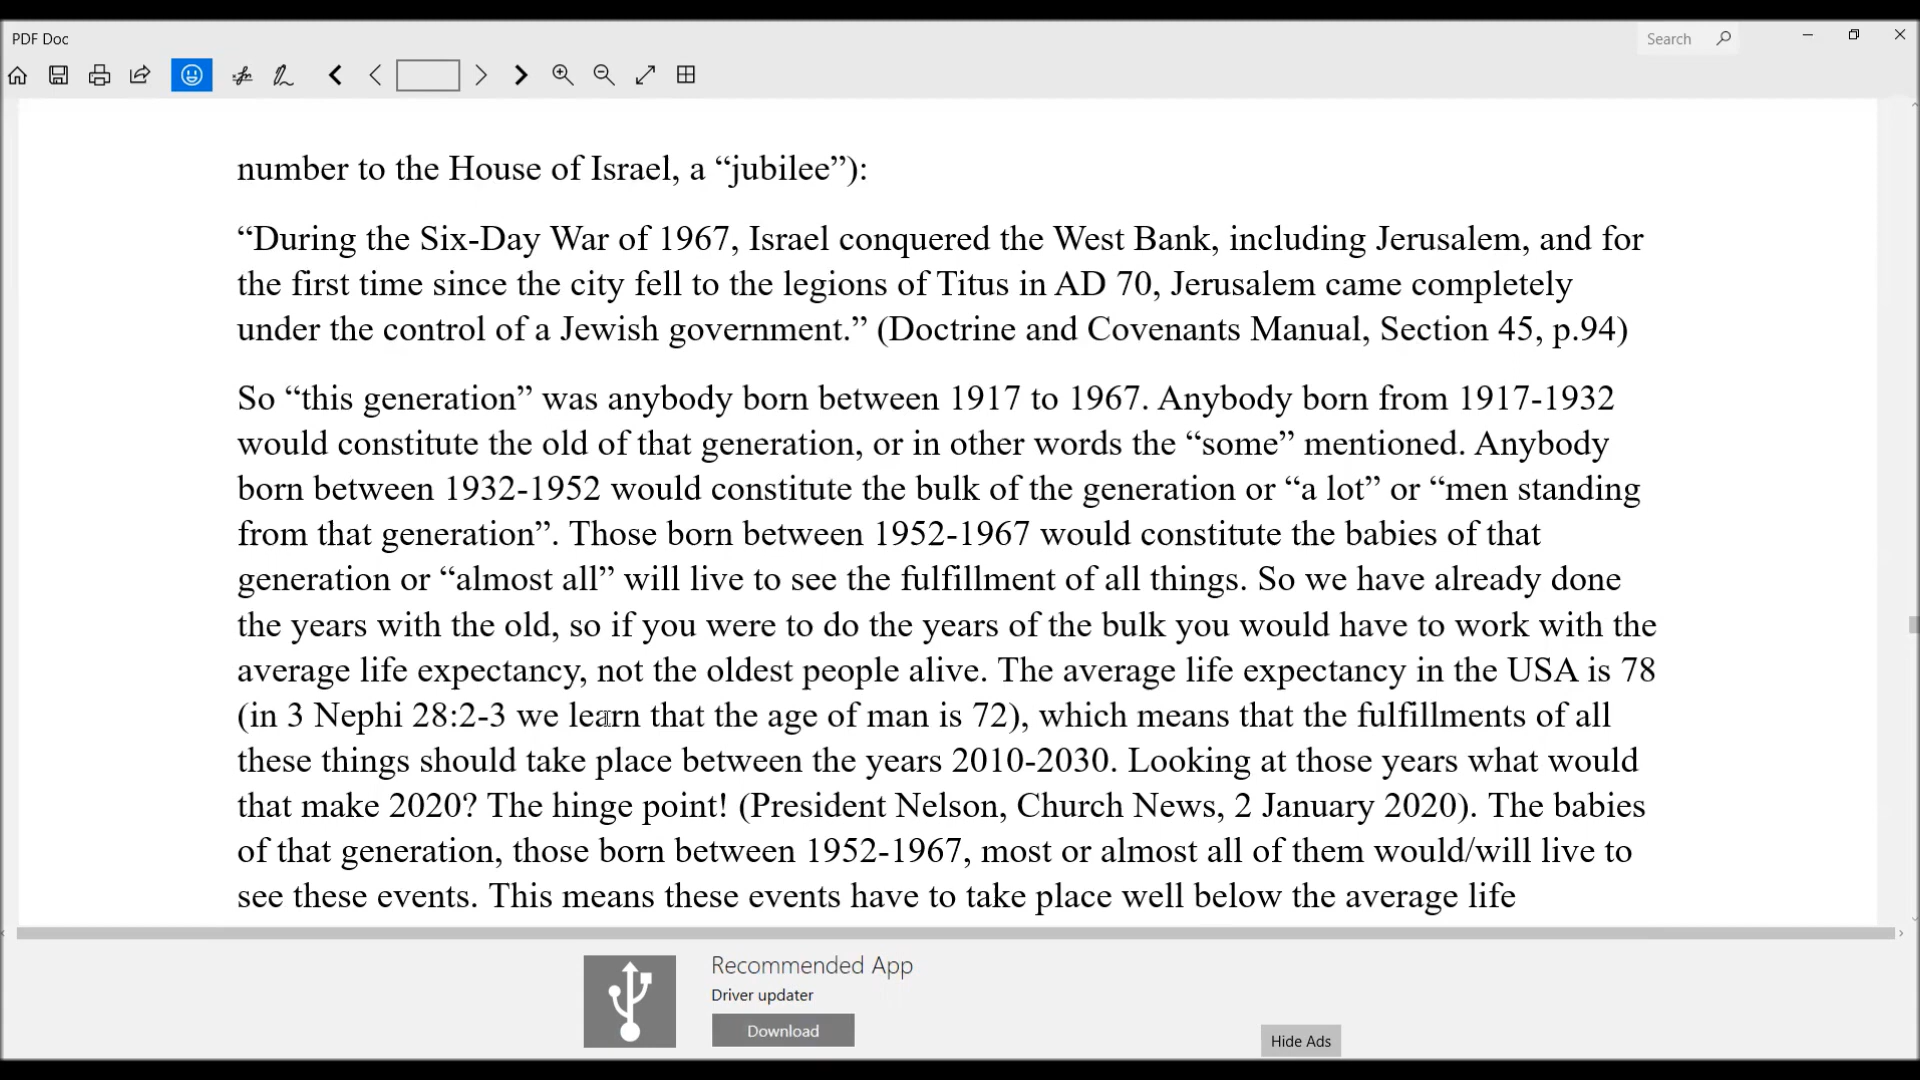 PDF Doc
Search
number to the House of Israel, a “jubilee”):
“During the Six-Day War of 1967, Israel conquered the West Bank, including Jerusalem, and for
the first time since the city fell to the legions of Titus in AD 70, Jerusalem came completely
under the control of a Jewish government.” (Doctrine and Covenants Manual, Section 45, p.94)
So “this generation” was anybody born between 1917 to 1967. Anybody born from 1917-1932
would constitute the old of that generation, or in other words the “some” mentioned. Anybody
born between 1932-1952 would constitute the bulk of the generation or “a lot” or “men standing
from that generation”. Those born between 1952-1967 would constitute the babies of that
generation or “almost all” will live to see the fulfillment of all things. So we have already done
the years with the old, so if you were to do the years of the bulk you would have to work with the
average life expectancy, not the oldest people alive. The average life expectancy in the USA is 78
(in 3 Nephi 28:2-3 we learn that the age of man is 72), which means that the fulfillments of all
these things should take place between the years 2010-2030. Looking at those years what would
that make 2020? The hinge point! (President Nelson, Church News, 2 January 2020). The babies
of that generation, those born between 1952-1967, most or almost all of them would/will live to
see these events. This means these events have to take place well below the average life
Recommended App
Driver updater
Download
Hide Ads